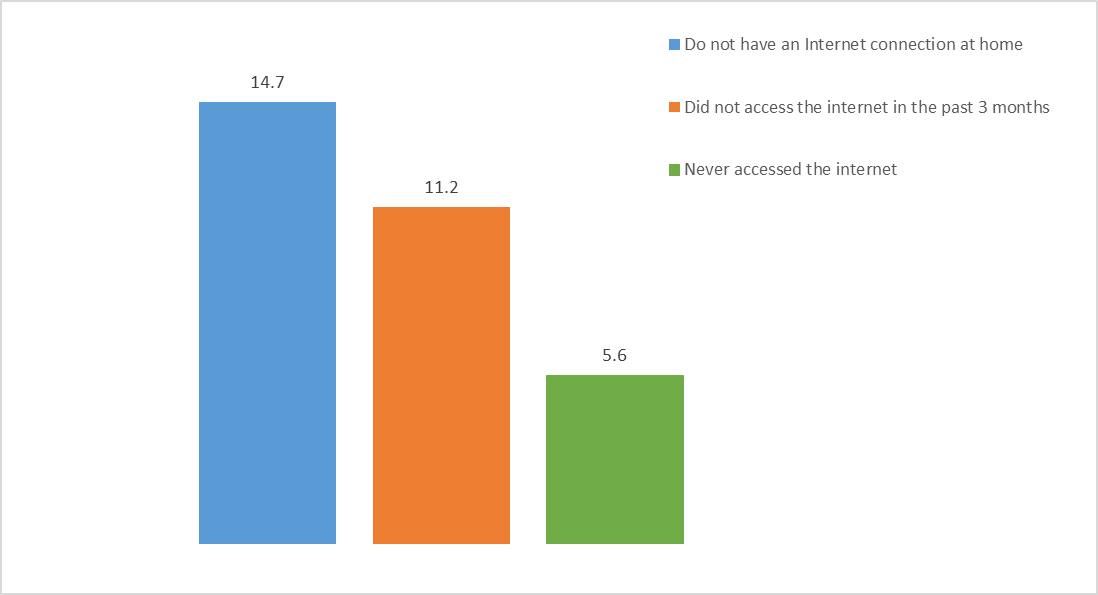 Do not have an Internet connection at home
14.7
Did not access the internet in the past 3 months
Never accessed the internet
11.2
5.6